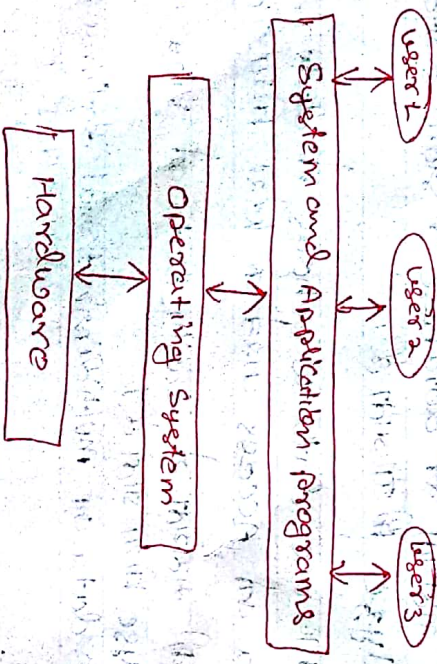 user 1
user 2
user 3
System and Application programs
Operating System
Hardware